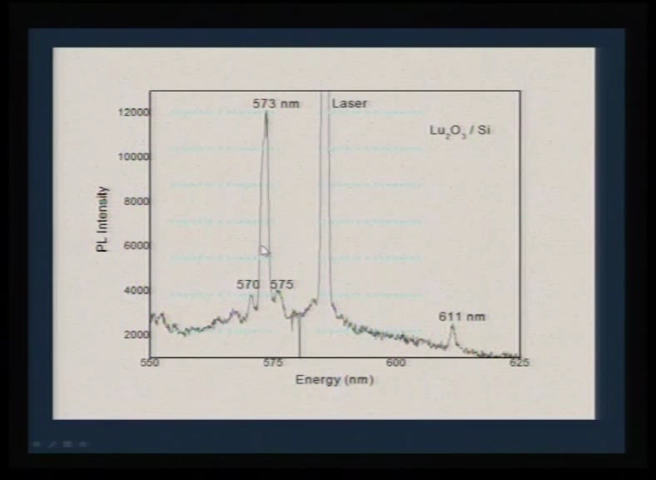 573 nm
Laser
Lu2O3 / Si
12000
10000
8000
6000
4000
2000
PL Intensity
570
575
611 nm
550
575
600
625
Energy (nm)